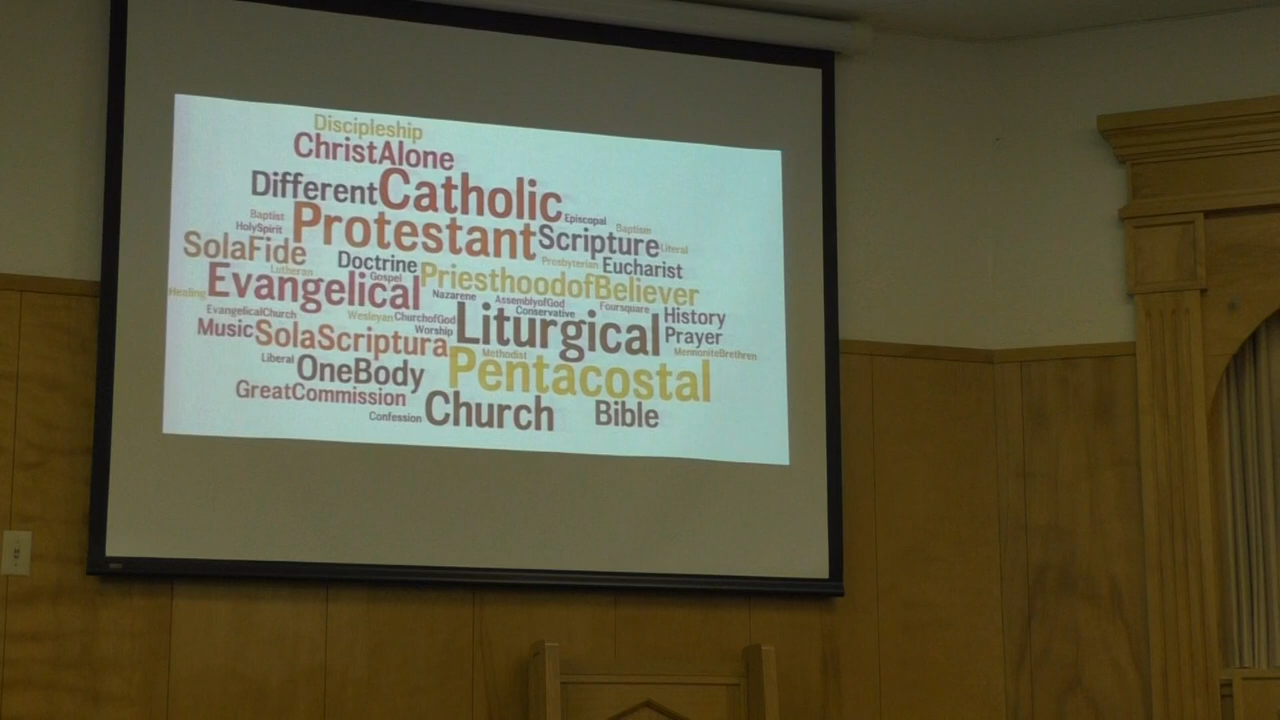 Discipleship
ChristAlone
Different Catholic Episcopal
Baptist Baptism
HolySpirit Protestant Scripture Literal
SolaFide Doctrine Presbyterian Eucharist
Lutheran Gospel PriesthoodofBeliever
Healing Evangelical Nazarene AssemblyofGod Foursquare
EvangelicalChurch Wesleyan ChurchofGod Conservative History
Music SolaScriptura Worship Liturgical Prayer
Liberal Methodist MennoniteBrethren
OneBody Pentacostal
GreatCommission
Confession Church Bible